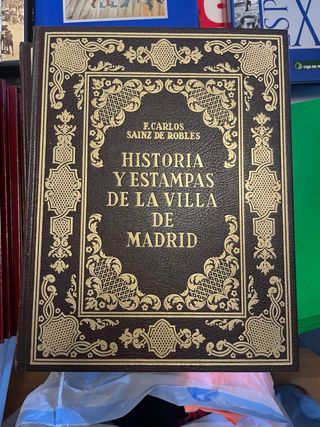 F. CARLOS
SAINZ DE ROBLES
HISTORIA
Y ESTAMPAS
DE LA VILLA
DE
MADRID